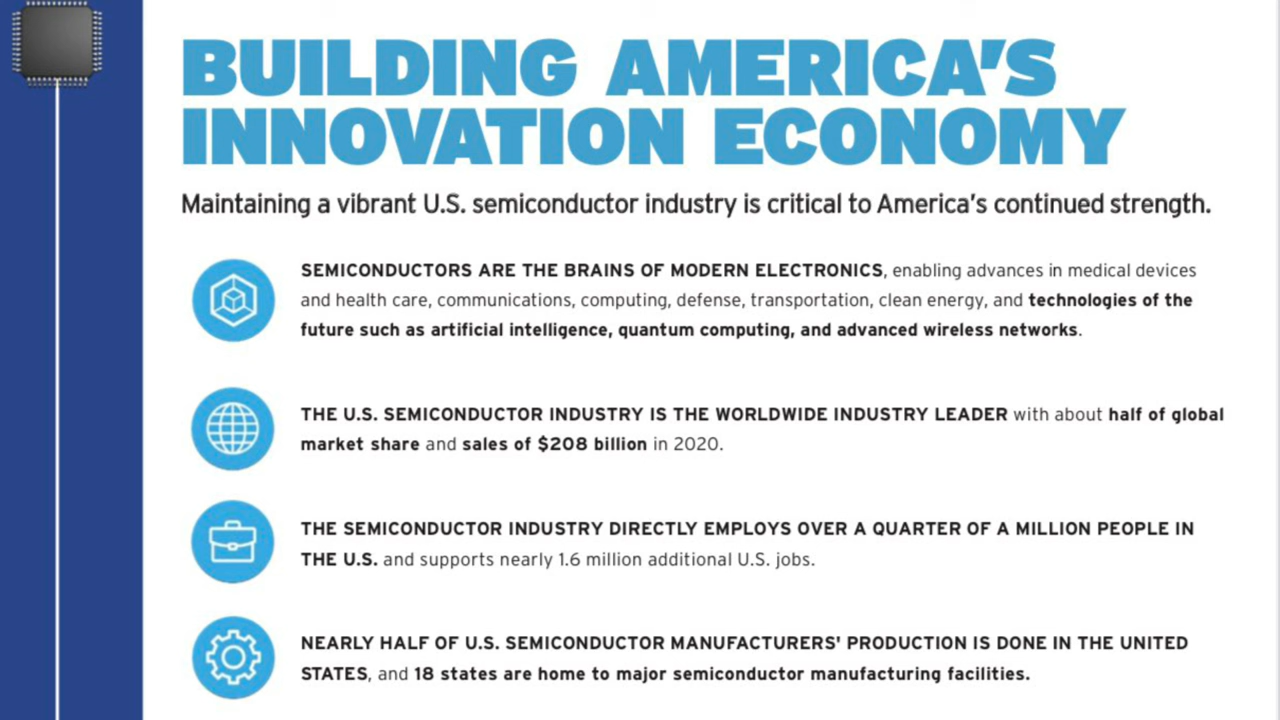 BUILDING AMERICA'S
INNOVATION ECONOMY
Maintaining a vibrant U.S. semiconductor industry is critical to America's continued strength.
SEMICONDUCTORS ARE THE BRAINS OF MODERN ELECTRONICS, enabling advances in medical devices
and health care, communications, computing, defense, transportation, clean energy, and technologies of the
future such as artificial intelligence, quantum computing, and advanced wireless networks.
THE U.S. SEMICONDUCTOR INDUSTRY IS THE WORLDWIDE INDUSTRY LEADER with about half of global
market share and sales of $208 billion in 2020.
THE SEMICONDUCTOR INDUSTRY DIRECTLY EMPLOYS OVER A QUARTER OF A MILLION PEOPLE IN
THE U.S. and supports nearly 1.6 million additional U.S. jobs.
NEARLY HALF OF U.S. SEMICONDUCTOR MANUFACTURERS' PRODUCTION IS DONE IN THE UNITED
STATES, and 18 states are home to major semiconductor manufacturing facilities.